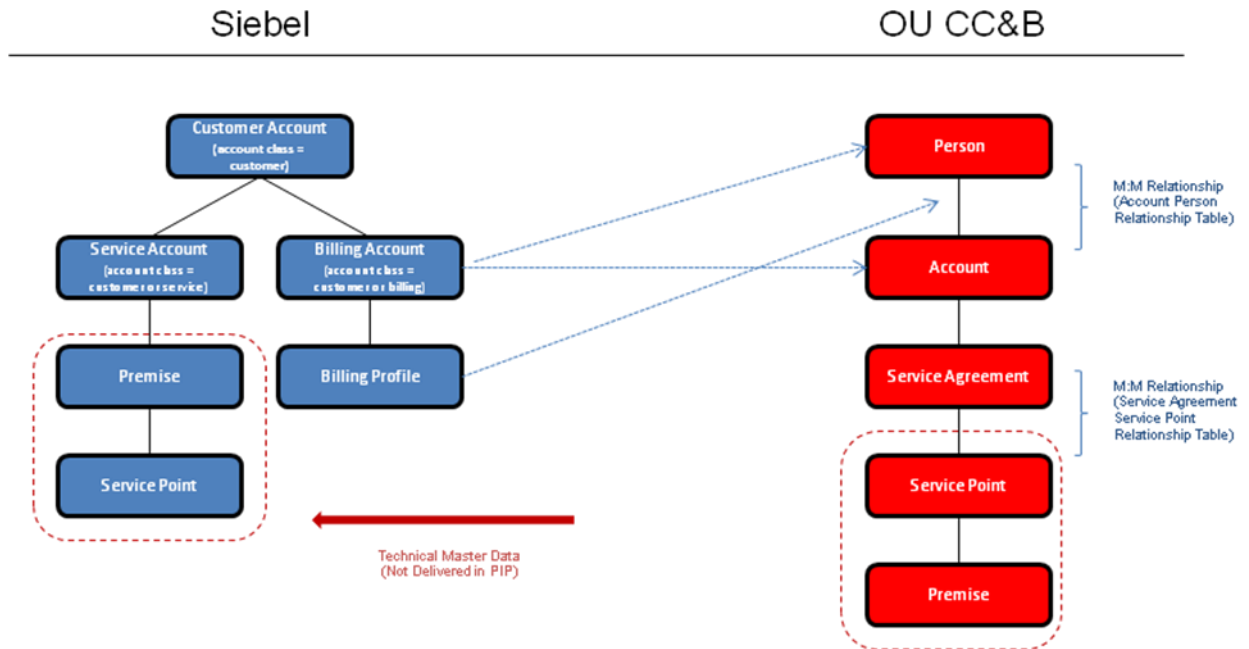 Siebel
OU CC&B
Customer Account
(account class =
customer)
Person
M:M Relationship
(Account Person
Relationship Table)
Service Account
(account class =
customer or service)
Billing Account
(account class =
customer or billing)
Account
Premise
Billing Profile
Service Agreement
M:M Relationship
(Service Agreement
Service Point
Relationship Table)
Service Point
Service Point
Technical Master Data
(Not Delivered in PIP)
Premise